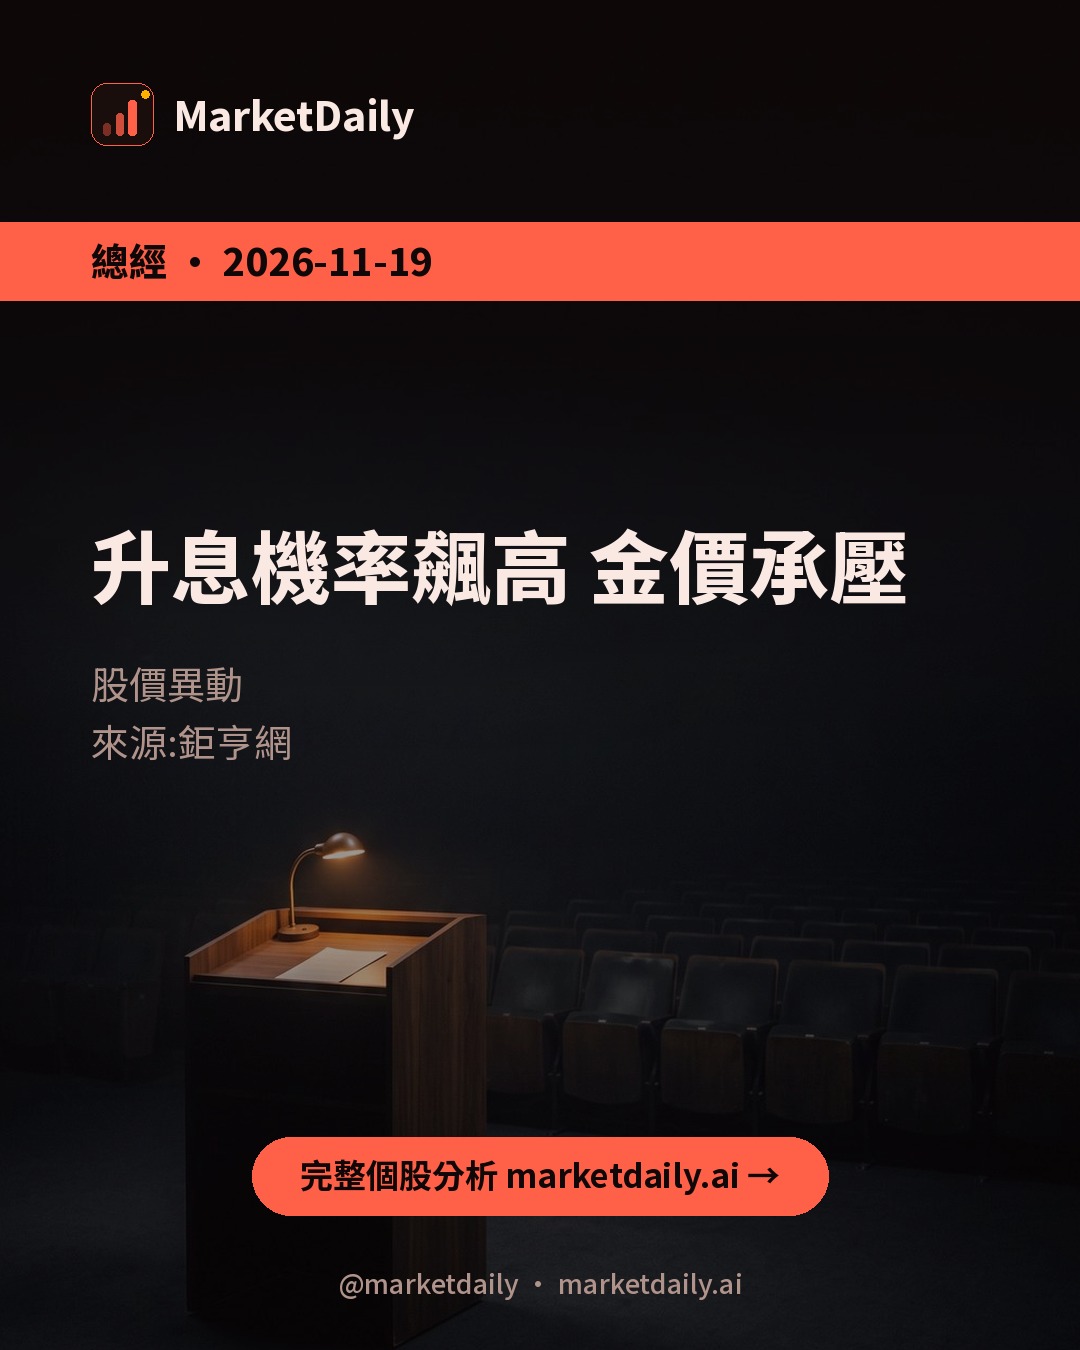 MarketDaily
總經 • 2026-11-19
升息機率飆高 金價承壓
股價異動
來源:鉅亨網
完整個股分析 marketdaily.ai →
@marketdaily • marketdaily.ai